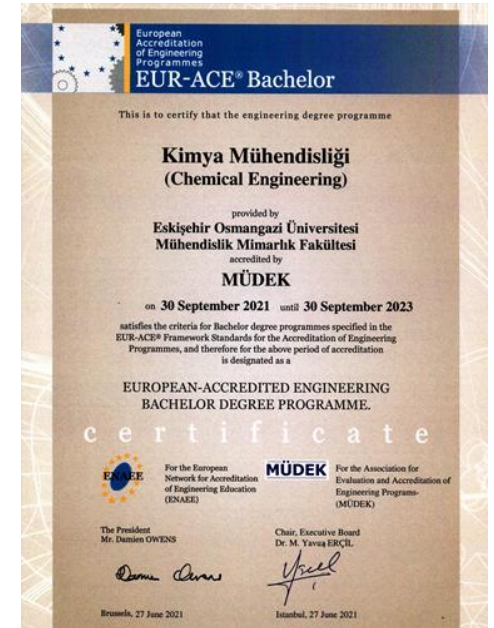 European
Accreditation
of Engineering
Programmes
EUR-ACE® Bachelor
This is to certify that the engineering degree programme
Kimya Mühendisliği
(Chemical Engineering)
provided by
Eskişehir Osmangazi Üniversitesi
Mühendislik Mimarlık Fakültesi
accredited by
MÜDEK
on 30 September 2021 until 30 September 2023
satisfies the criteria for Bachelor degree programmes specified in the
EUR-ACE® Framework Standards for the Accreditation of Engineering
Programmes, and therefore for the above period of accreditation
is designated as a
EUROPEAN-ACCREDITED ENGINEERING
BACHELOR DEGREE PROGRAMME.
certificate
ENAEE
For the European
Network for Accreditation
of Engineering Education
(ENAEE)
MÜDEK
For the Association for
Evaluation and Accreditation of
Engineering Programs-
(MÜDEK)
The President
Mr. Damien OWENS
Chair, Executive Board
Dr. M. Yavuz ERÇİL
Damien Owens
Brussels, 27 June 2021
Istanbul, 27 June 2021